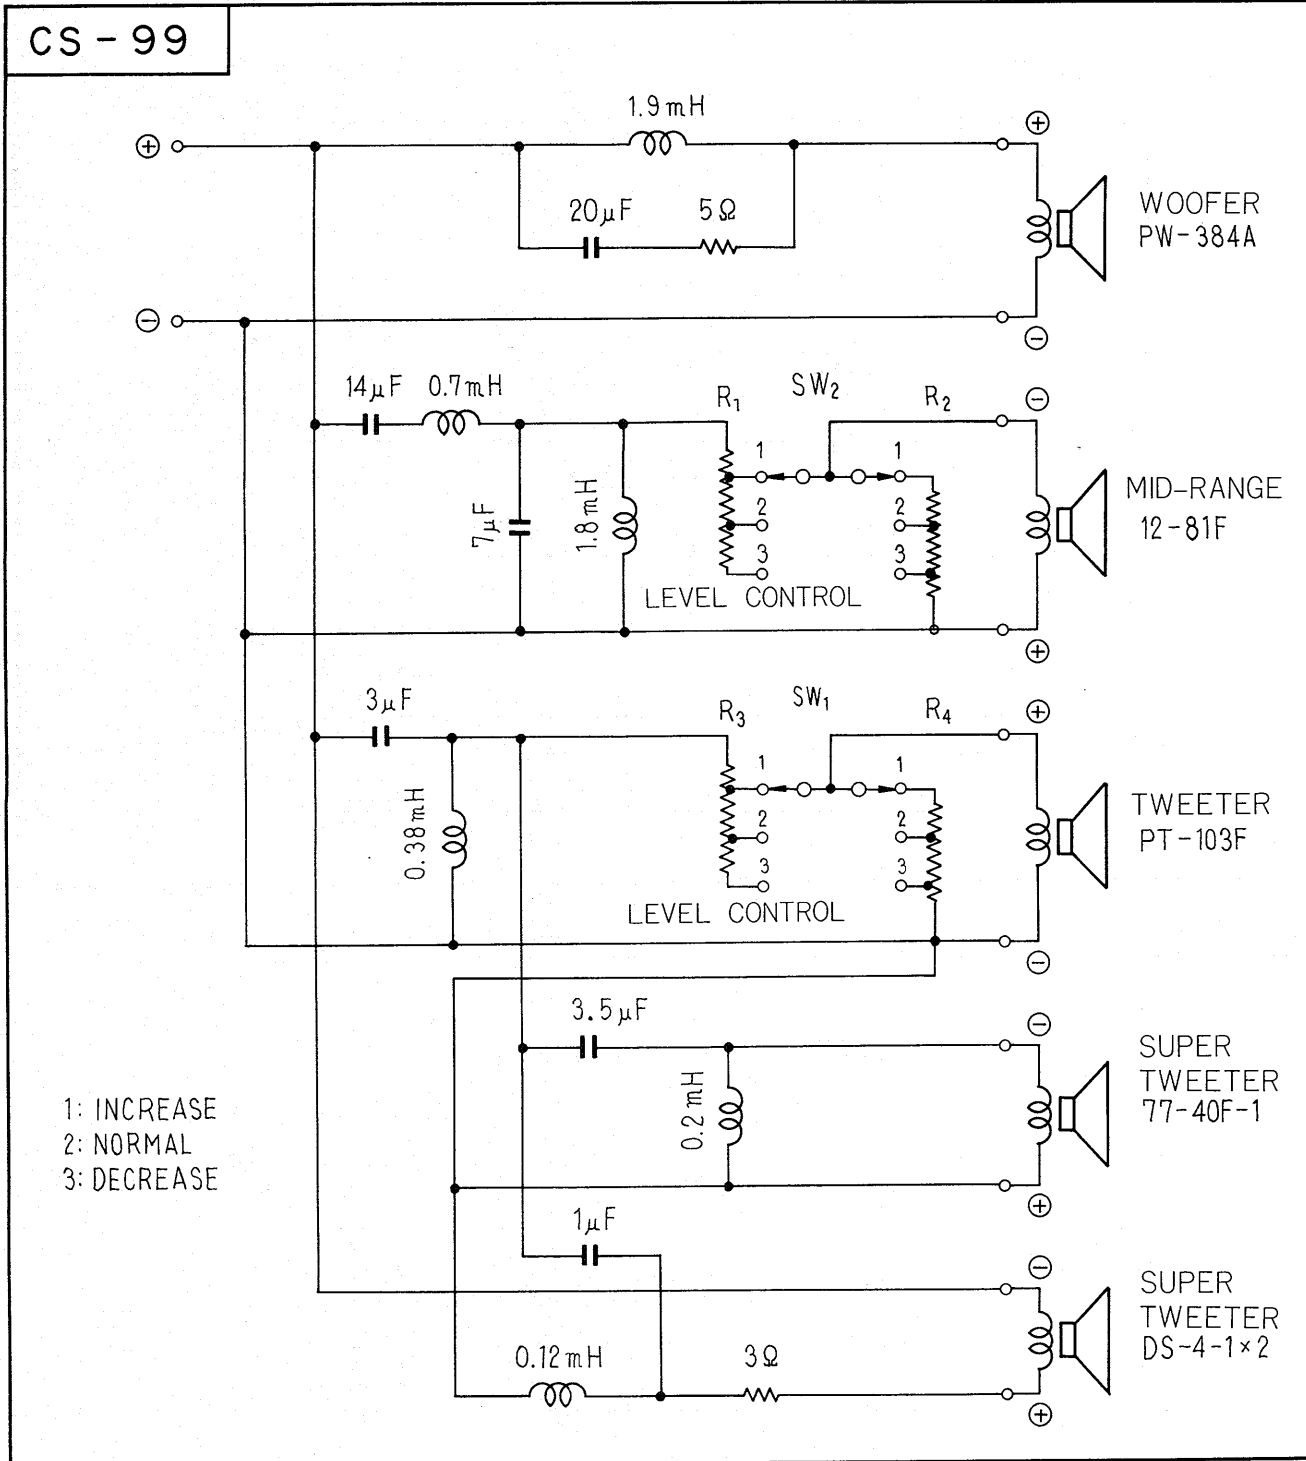 CS-99
1.9mH
⊕
⊕
20μF 5Ω
WOOFER
PW-384A
⊖
⊖
14μF 0.7mH R₁ SW₂ R₂
⊖
1 1
7μF 1.8mH 2 2
MID-RANGE
12-81F
3 3
LEVEL CONTROL
⊕
3μF R₃ SW₁ R₄
⊕
1 1
0.38mH 2 2
TWEETER
PT-103F
3 3
LEVEL CONTROL
⊖
3.5μF
⊖
0.2mH
SUPER
TWEETER
77-40F-1
1: INCREASE
2: NORMAL
3: DECREASE
⊕
1μF
⊖
SUPER
TWEETER
DS-4-1×2
0.12mH 3Ω
⊕